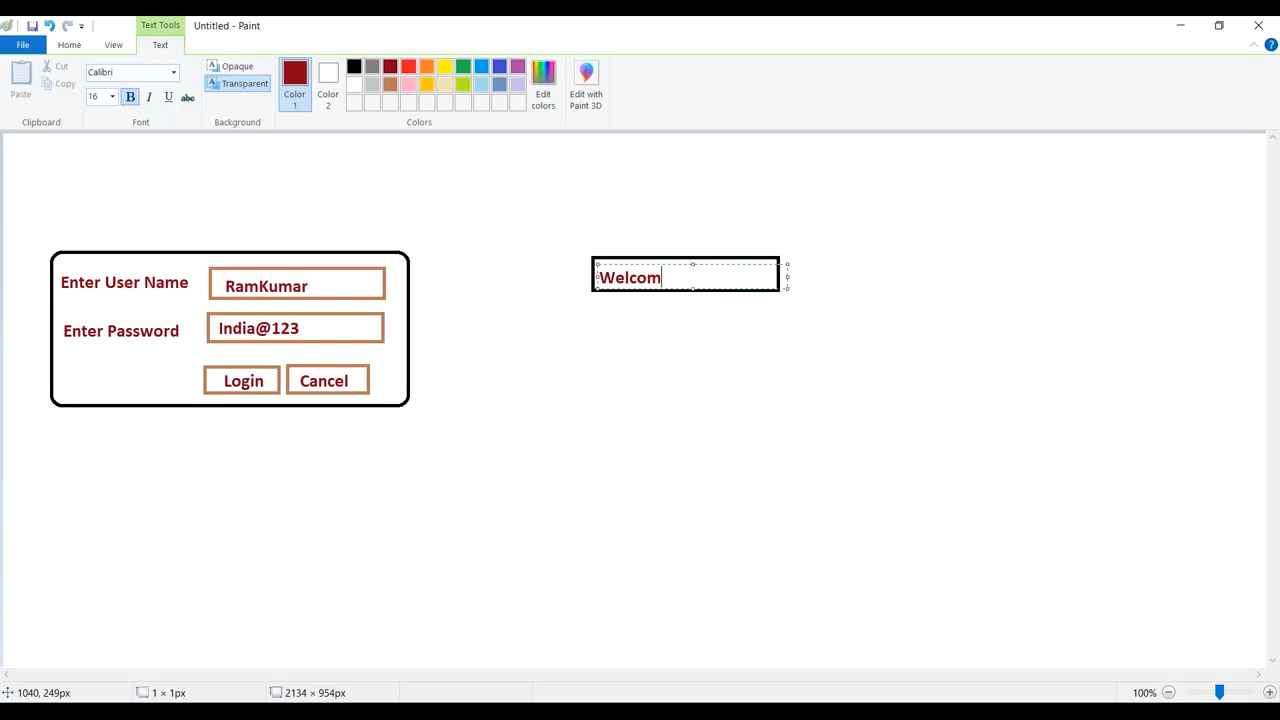 Text Tools
Untitled - Paint
File
Home
View
Text
Paste
Cut
Copy
Clipboard
Calibri
16
B I U abc
Font
Opaque
Transparent
Background
Color 1
Color 2
Edit colors
Colors
Edit with Paint 3D
Enter User Name
RamKumar
Enter Password
India@123
Login
Cancel
Welcom
1040, 249px
1 × 1px
2134 × 954px
100%